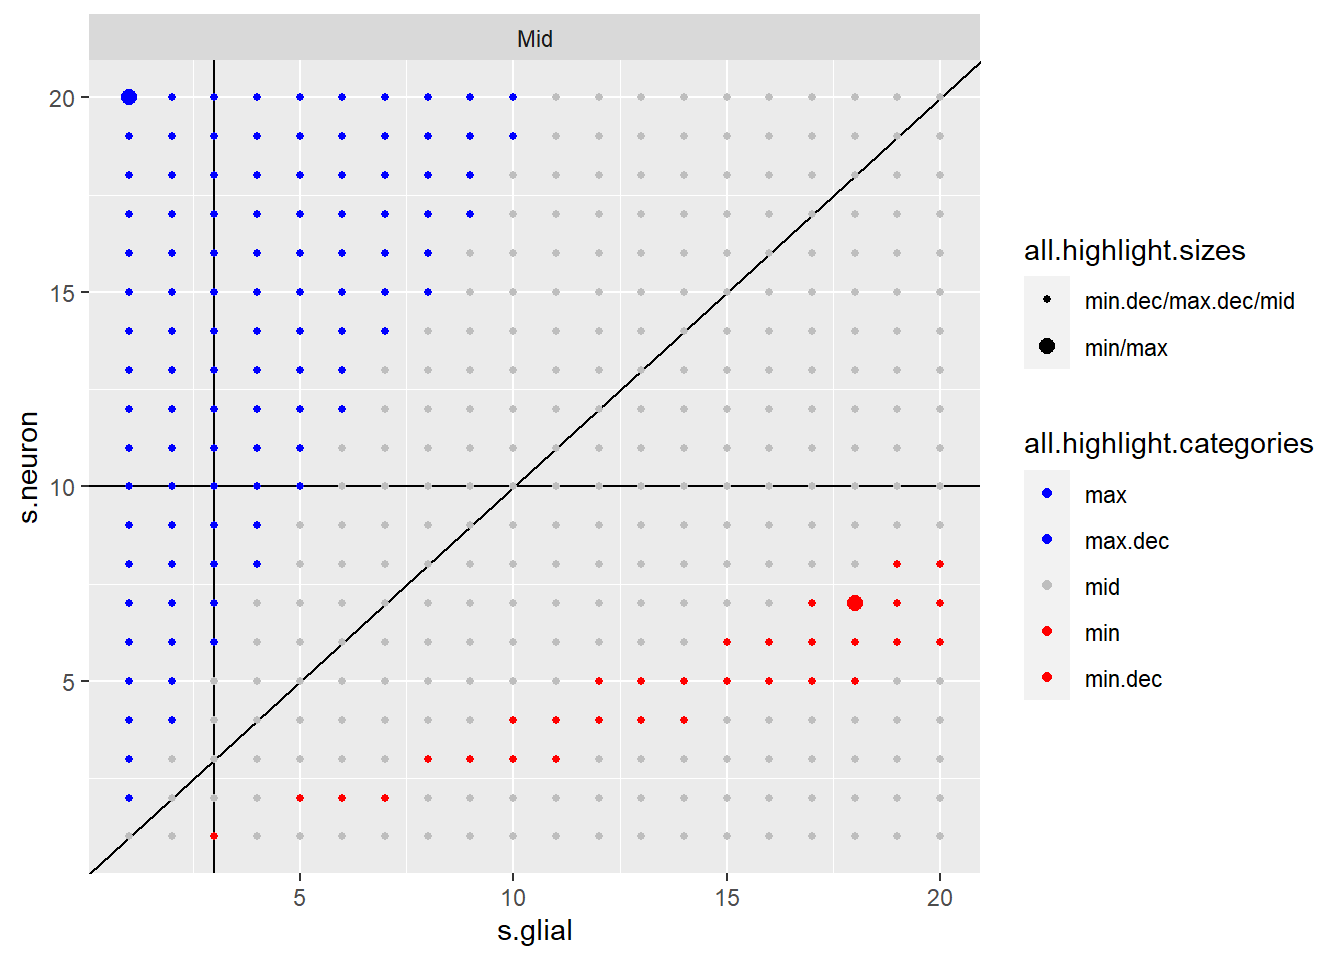 Mid
20
15
10
5
s.neuron
5
10
15
20
s.glial
all.highlight.sizes
min.dec/max.dec/mid
min/max
all.highlight.categories
max
max.dec
mid
min
min.dec